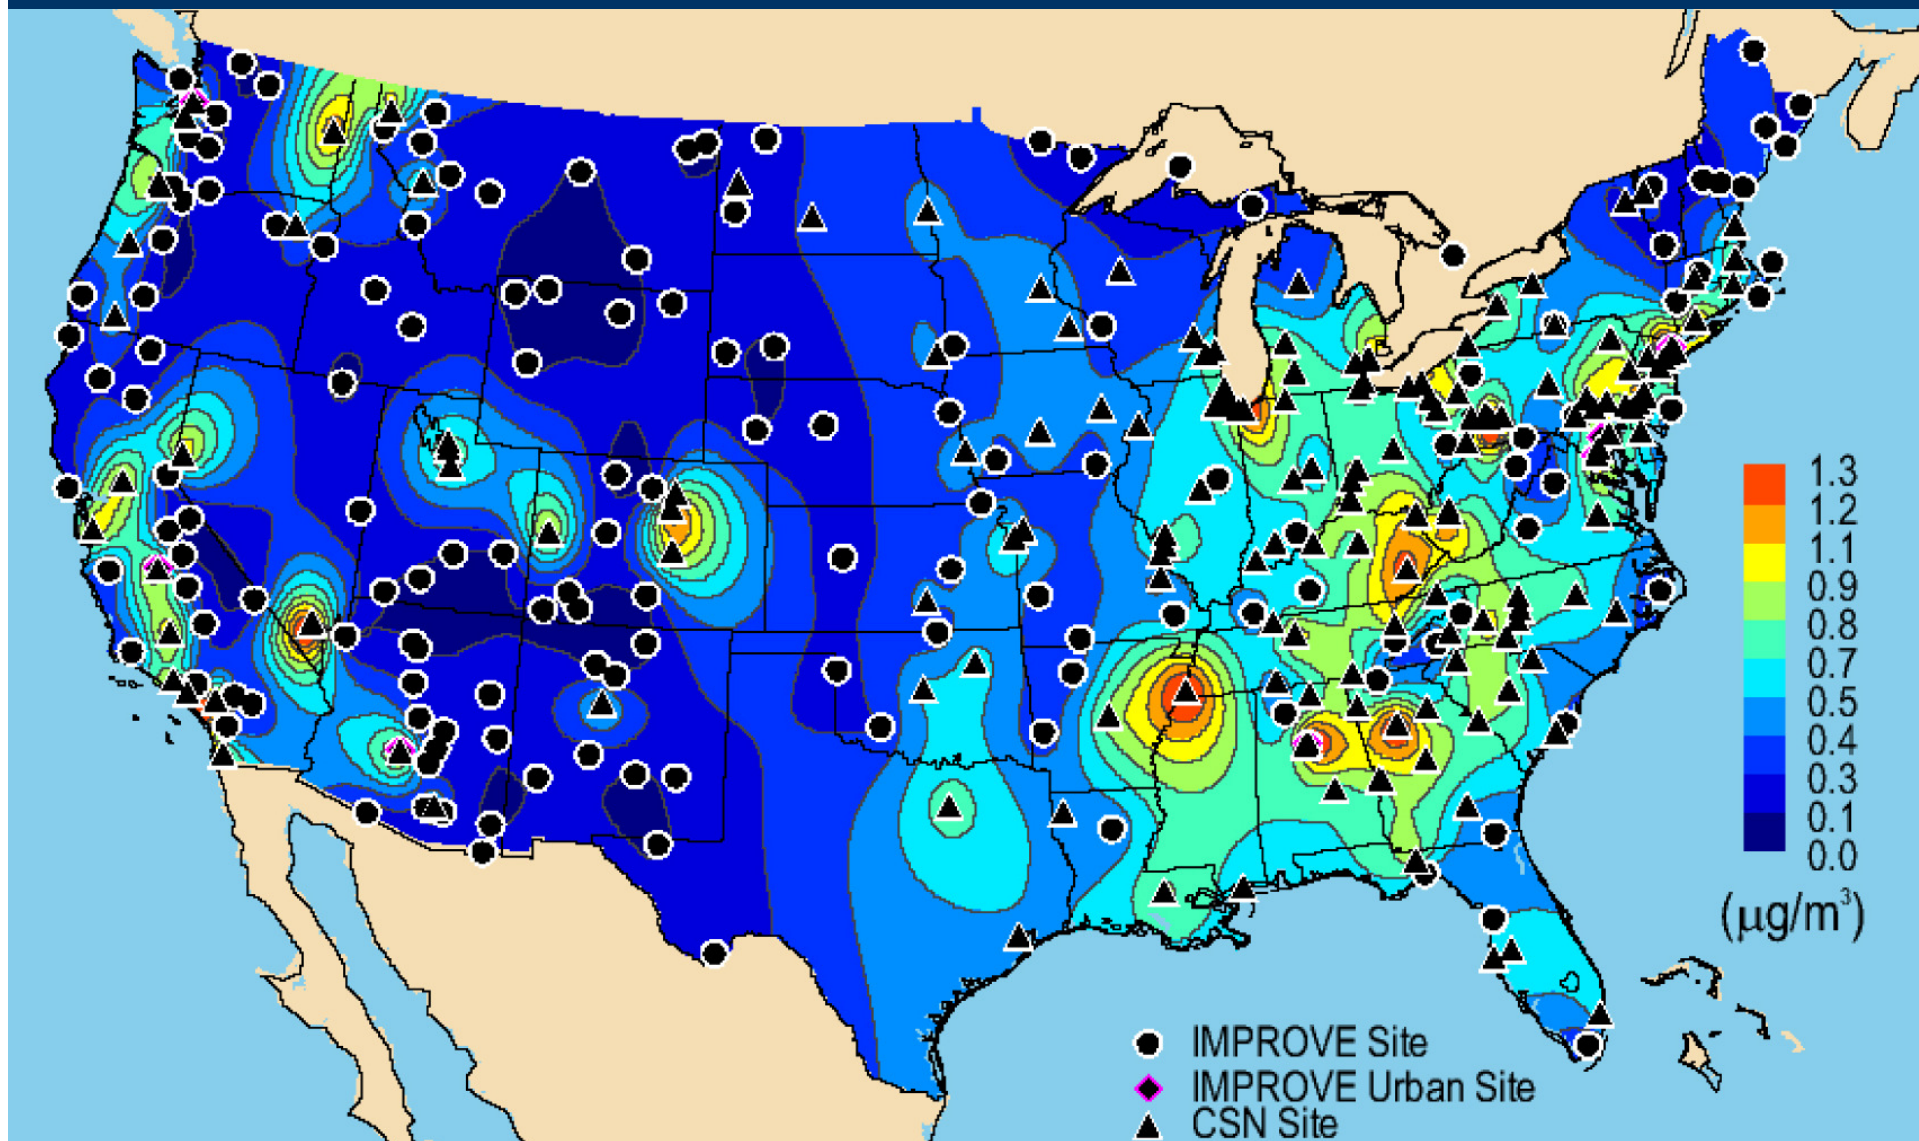 1.3
1.2
1.1
0.9
0.8
0.7
0.5
0.4
0.3
0.1
0.0
(μg/m³)
IMPROVE Site
IMPROVE Urban Site
CSN Site